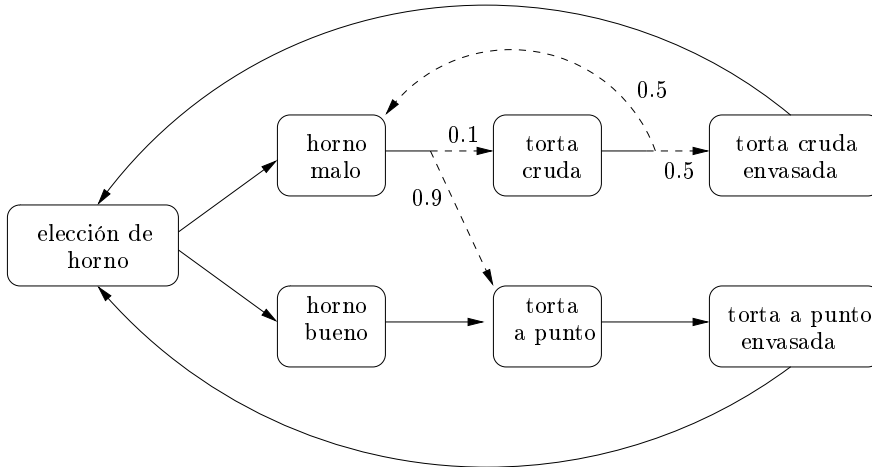 0.5
horno
malo
0.1
torta
cruda
0.5
torta cruda
envasada
0.9
elección de
horno
horno
bueno
torta
a punto
torta a punto
envasada